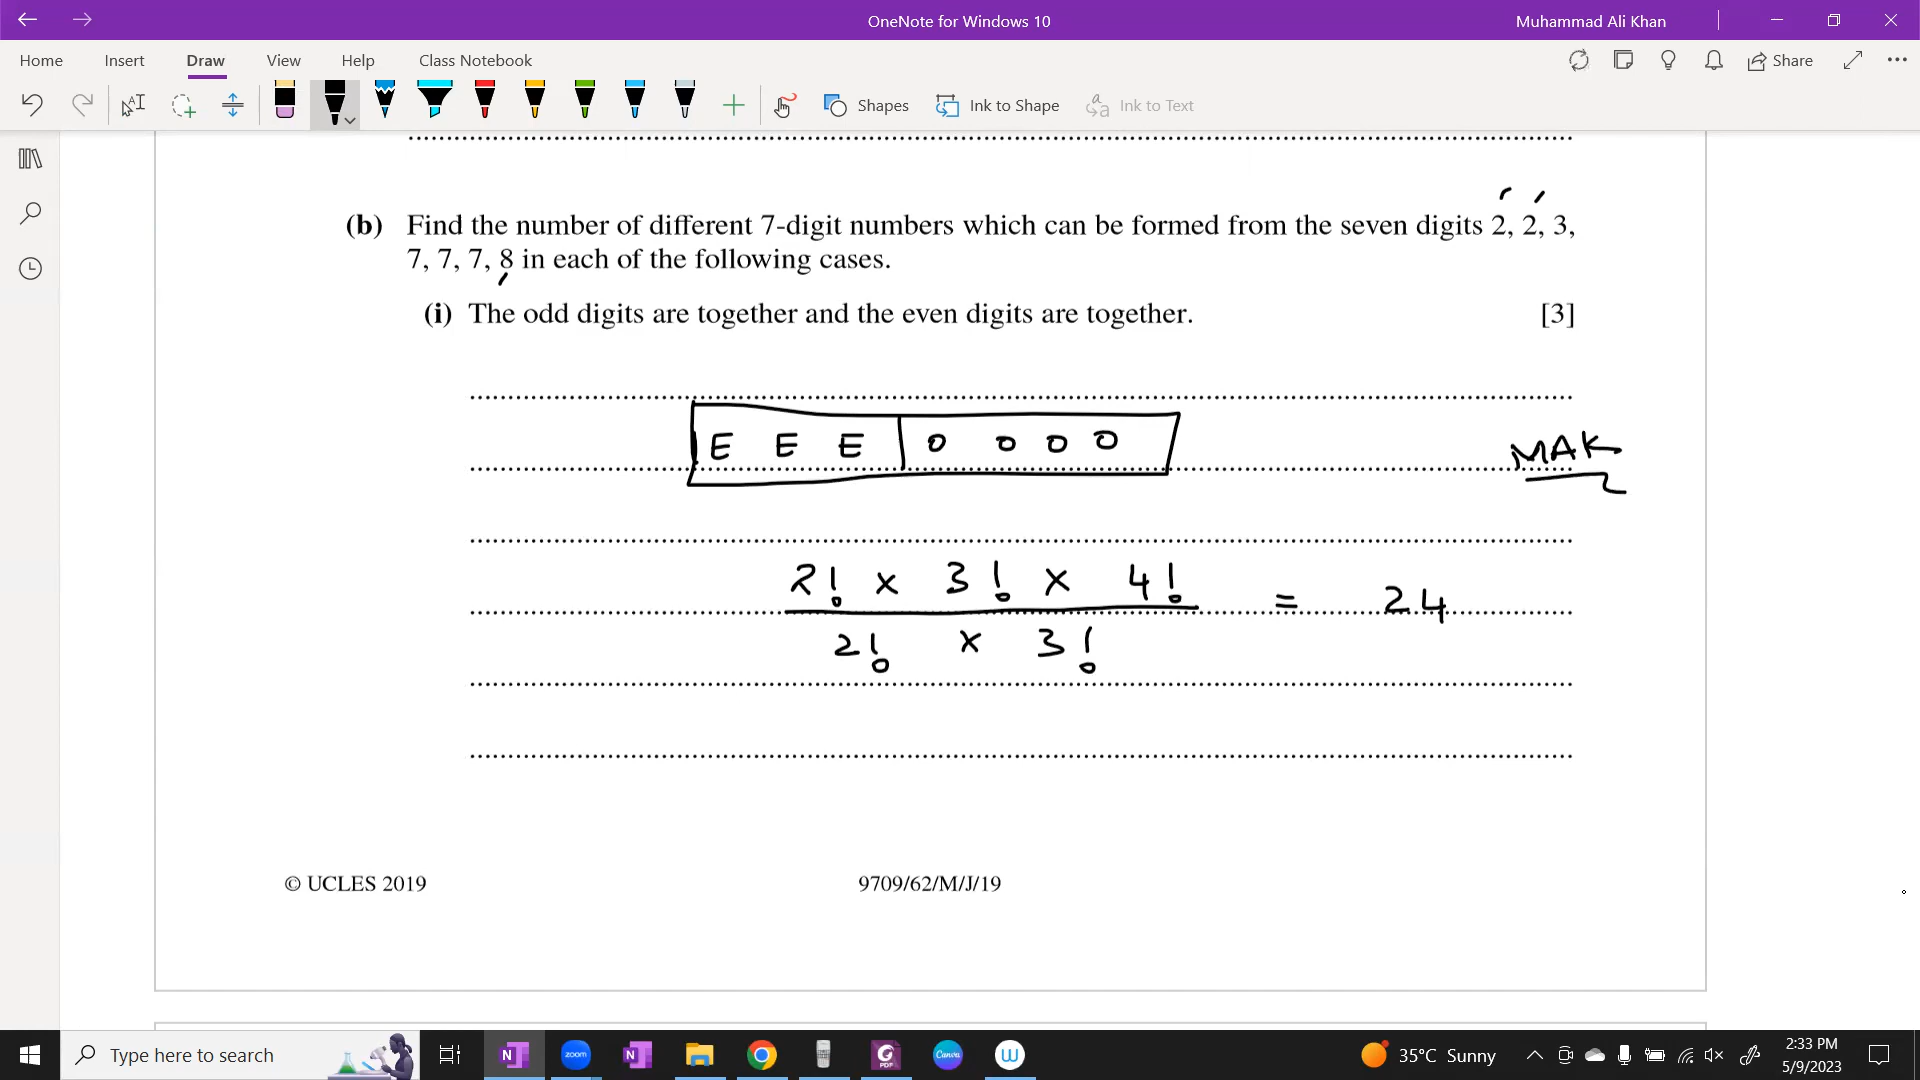 OneNote for Windows 10
Muhammad Ali Khan
Home Insert Draw View Help Class Notebook Share
Shapes Ink to Shape Ink to Text
(b) Find the number of different 7-digit numbers which can be formed from the seven digits 2, 2, 3,
7, 7, 7, 8 in each of the following cases.
(i) The odd digits are together and the even digits are together. [3]
E E E O O O O
MAK
2! x 3! x 4!
= 24
2! x 3!
© UCLES 2019 9709/62/M/J/19
Type here to search
zoom
PDF
Canva
35°C Sunny
2:33 PM
5/9/2023